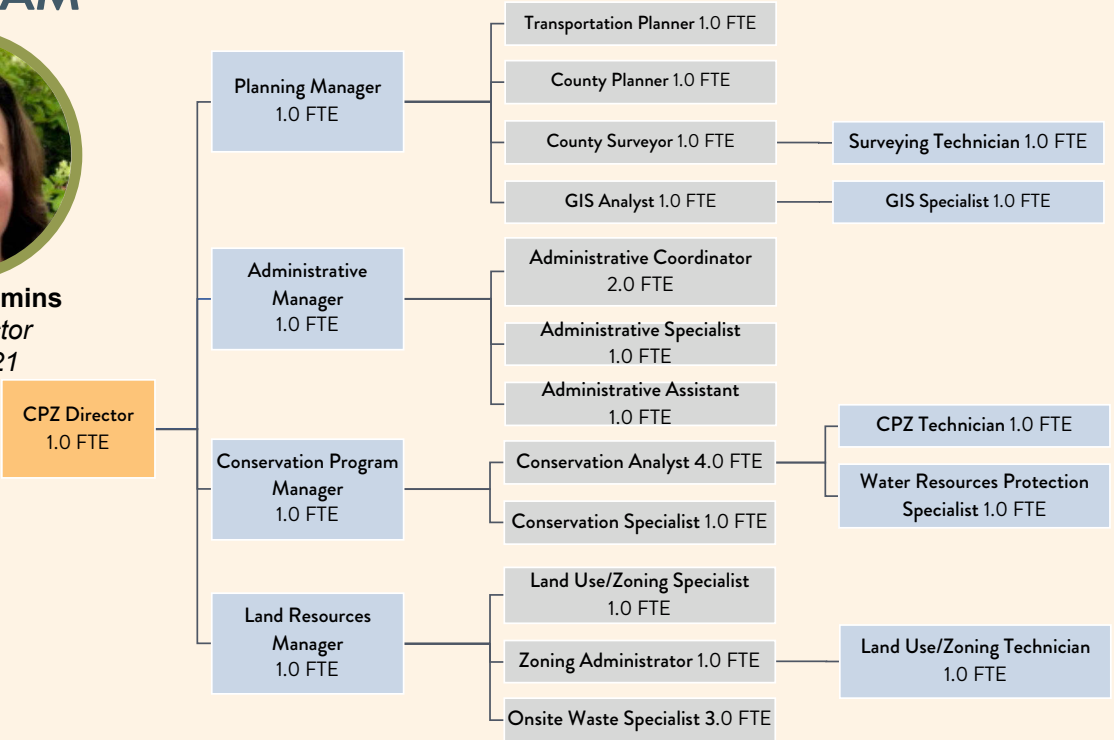 AM
mins
tor
21
CPZ Director
1.0 FTE
Planning Manager
1.0 FTE
Transportation Planner 1.0 FTE
County Planner 1.0 FTE
County Surveyor 1.0 FTE
Surveying Technician 1.0 FTE
GIS Analyst 1.0 FTE
GIS Specialist 1.0 FTE
Administrative
Manager
1.0 FTE
Administrative Coordinator
2.0 FTE
Administrative Specialist
1.0 FTE
Administrative Assistant
1.0 FTE
Conservation Program
Manager
1.0 FTE
Conservation Analyst 4.0 FTE
CPZ Technician 1.0 FTE
Water Resources Protection
Specialist 1.0 FTE
Conservation Specialist 1.0 FTE
Land Resources
Manager
1.0 FTE
Land Use/Zoning Specialist
1.0 FTE
Zoning Administrator 1.0 FTE
Land Use/Zoning Technician
1.0 FTE
Onsite Waste Specialist 3.0 FTE